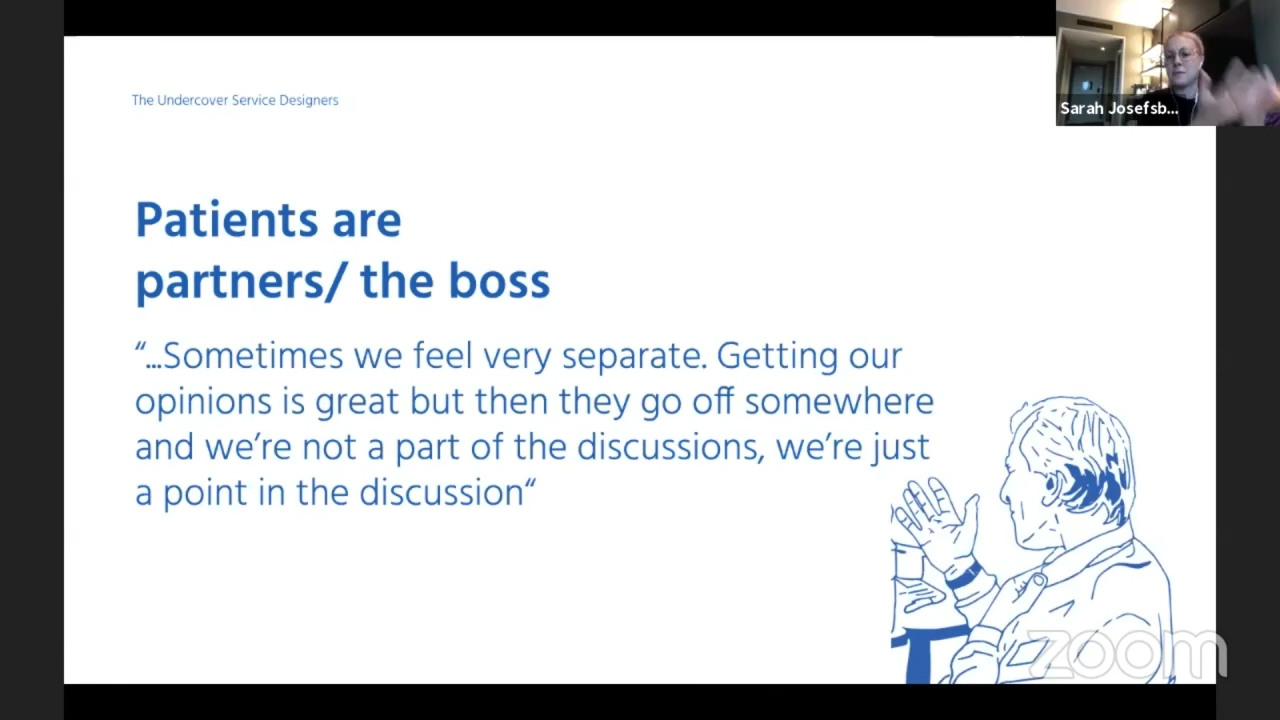 The Undercover Service Designers
Sarah Josefsb...
Patients are
partners/ the boss
“...Sometimes we feel very separate. Getting our
opinions is great but then they go off somewhere
and we’re not a part of the discussions, we’re just
a point in the discussion“
zoom